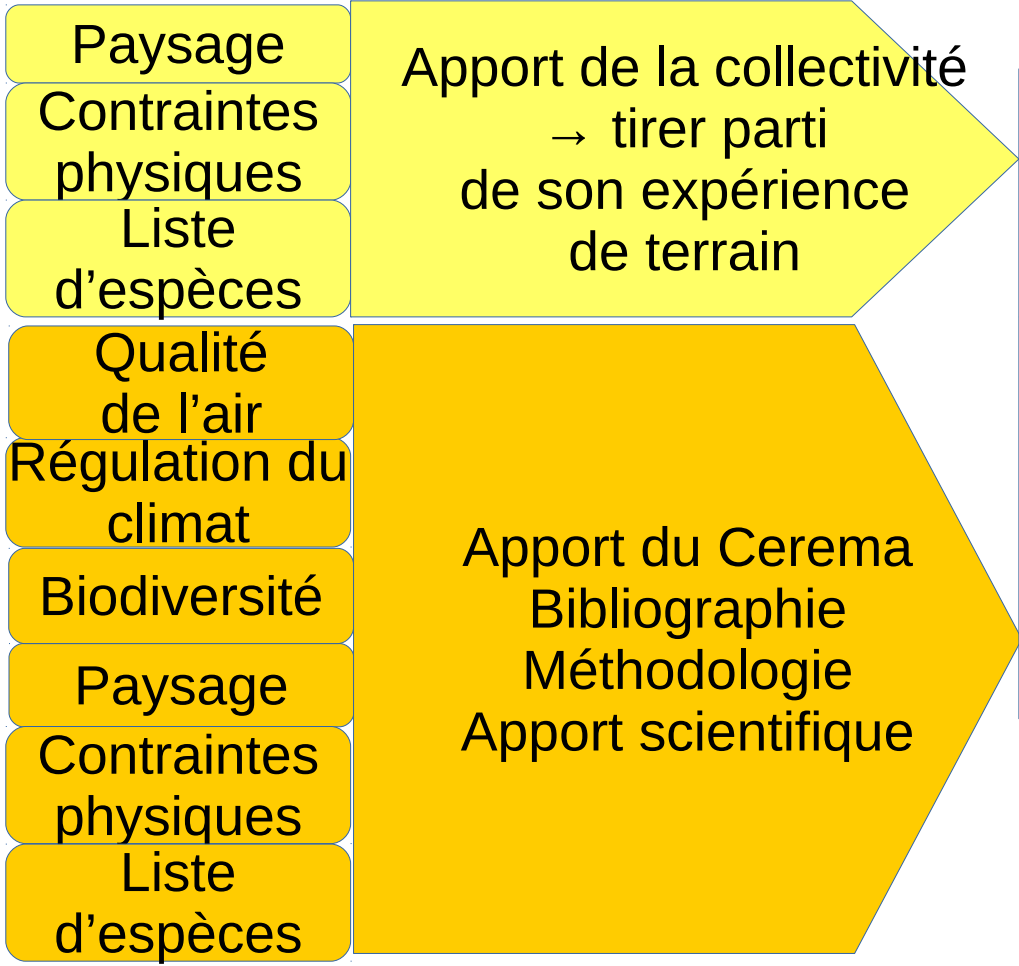 Paysage
Contraintes
physiques
Liste
d’espèces
Apport de la collectivité
→ tirer parti
de son expérience
de terrain
Qualité
de l’air
Régulation du
climat
Biodiversité
Paysage
Contraintes
physiques
Liste
d’espèces
Apport du Cerema
Bibliographie
Méthodologie
Apport scientifique